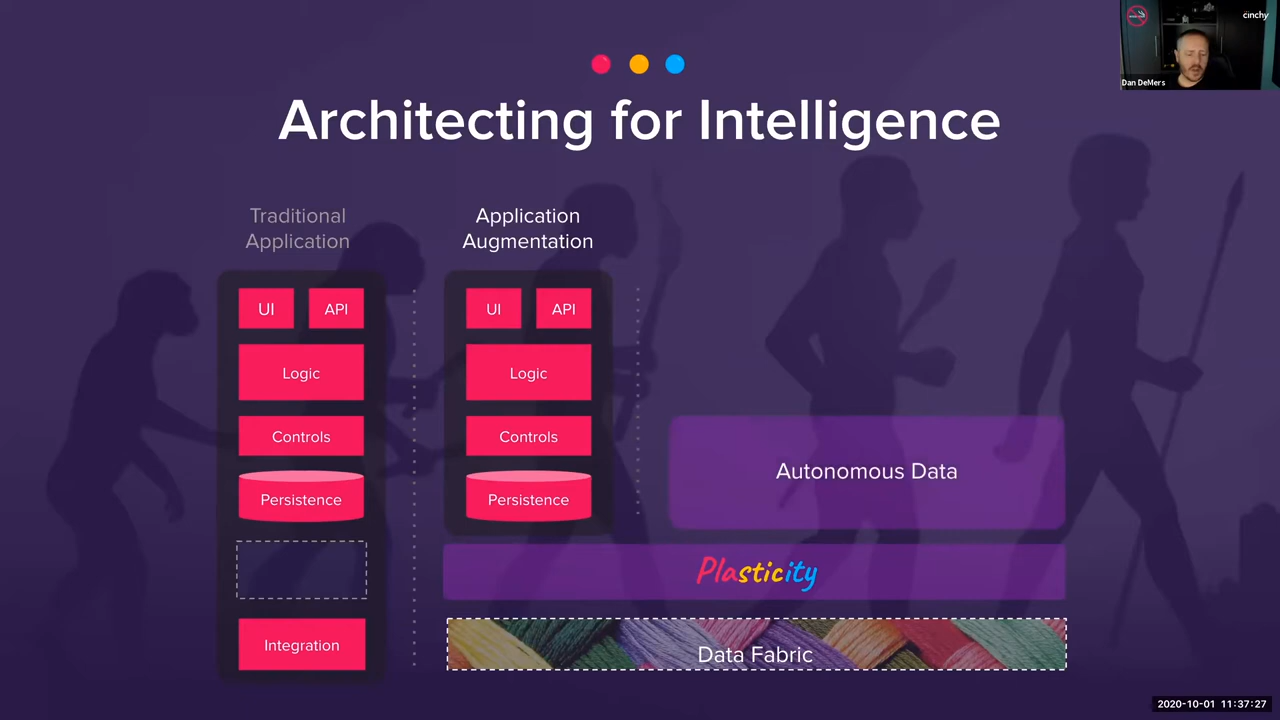 cinchy
Dan DeMers
Architecting for Intelligence
Traditional
Application
UI
API
Logic
Controls
Persistence
Integration
Application
Augmentation
UI
API
Logic
Controls
Persistence
Autonomous Data
Plasticity
Data Fabric
2020-10-01 11:37:27